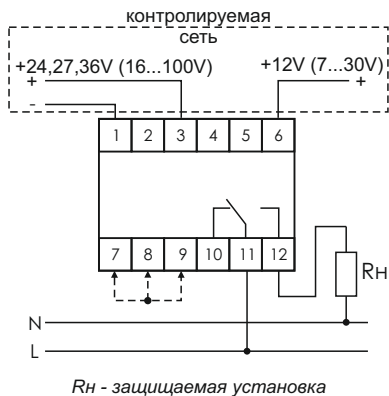 контролируемая
сеть
+24,27,36V (16...100V) +12V (7...30V)
+ +
-
1 2 3 4 5 6
7 8 9 10 11 12
Rн
N
L
Rн - защищаемая установка